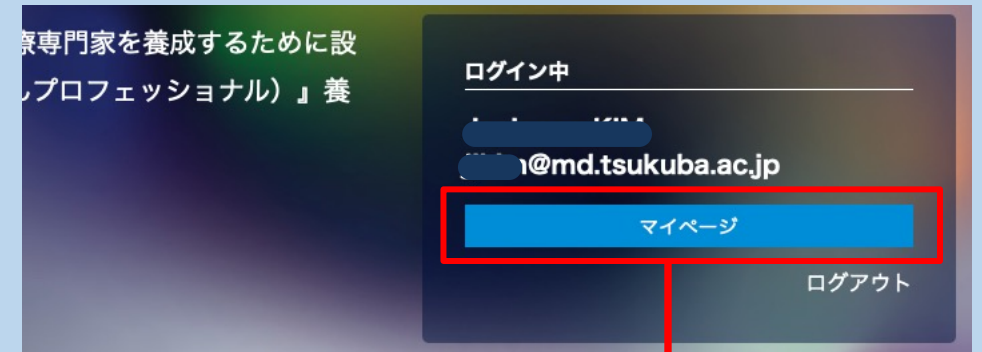 療専門家を養成するために設
んプロフェッショナル）』養
ログイン中
@md.tsukuba.ac.jp
マイページ
ログアウト